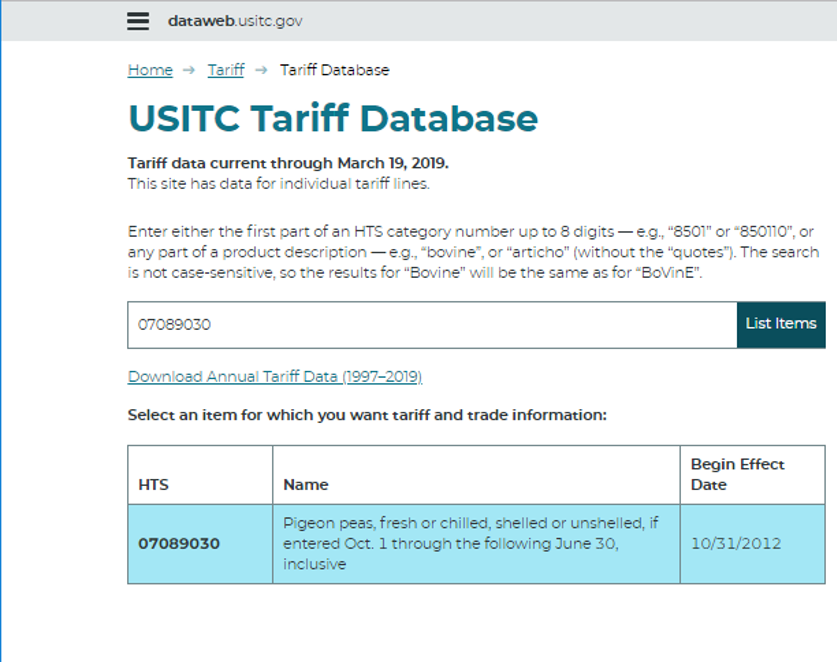 dataweb.usitc.gov
Home → Tariff → Tariff Database
USITC Tariff Database
Tariff data current through March 19, 2019.
This site has data for individual tariff lines.
Enter either the first part of an HTS category number up to 8 digits — e.g., “8501” or “850110”, or
any part of a product description — e.g., “bovine”, or “articho” (without the “quotes”). The search
is not case-sensitive, so the results for “Bovine” will be the same as for “BoVinE”.
07089030
List Items
Download Annual Tariff Data (1997–2019)
Select an item for which you want tariff and trade information:
HTS
Name
Begin Effect
Date
07089030
Pigeon peas, fresh or chilled, shelled or unshelled, if
entered Oct. 1 through the following June 30,
inclusive
10/31/2012